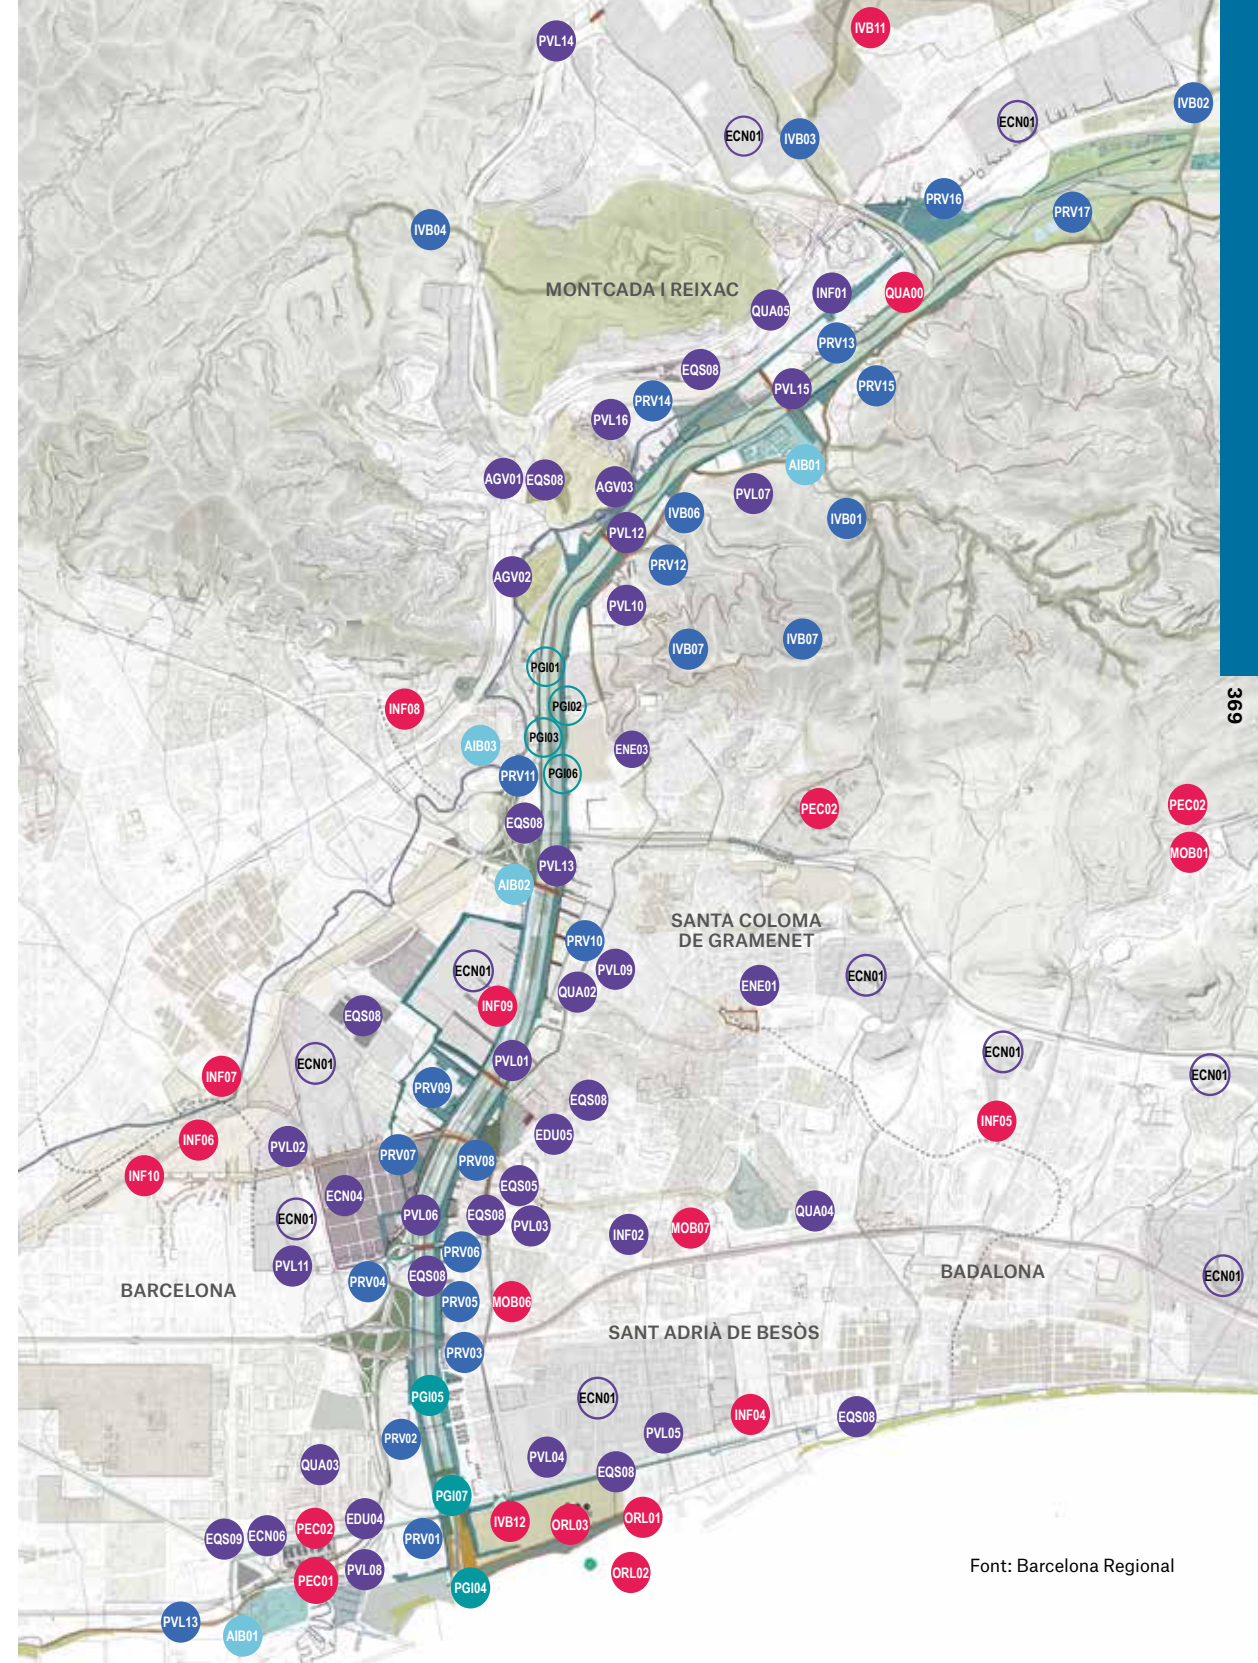 IVB11
PVL14
IVB02
ECN01
ECN01
IVB03
PRV16
PRV17
IVB04
MONTCADA I REIXAC
INF01
QUA00
QUA05
PRV13
EQS08
PVL15
PRV15
PRV14
PVL16
AIB01
AGV01
EQS08
AGV03
PVL07
IVB06
IVB01
PVL12
PRV12
AGV02
PVL10
IVB07
IVB07
PGI01
PGI02
INF08
369
PGI03
AIB03
ENE03
PRV11
PGI06
PEC02
PEC02
EQS08
MOB01
PVL13
AIB02
SANTA COLOMA
DE GRAMENET
PRV10
ECN01
PVL09
ECN01
QUA02
ENE01
INF09
EQS08
ECN01
PVL01
ECN01
INF07
ECN01
PRV09
EQS08
INF05
EDU05
INF06
PVL02
PRV07
PRV08
INF10
EQS05
ECN04
ECN01
PVL06
EQS08
PVL03
QUA04
INF02
MOB07
PRV06
PVL11
BARCELONA
PRV04
EQS08
BADALONA
ECN01
PRV05
MOB06
SANT ADRIÀ DE BESÒS
PRV03
PGI05
ECN01
INF04
EQS08
PRV02
PVL05
QUA03
PVL04
EQS08
PGI07
EDU04
IVB12
ORL03
ORL01
EQS09
ECN06
PEC02
PRV01
Font: Barcelona Regional
PEC01
PVL08
PGI04
ORL02
PVL13
AIB01